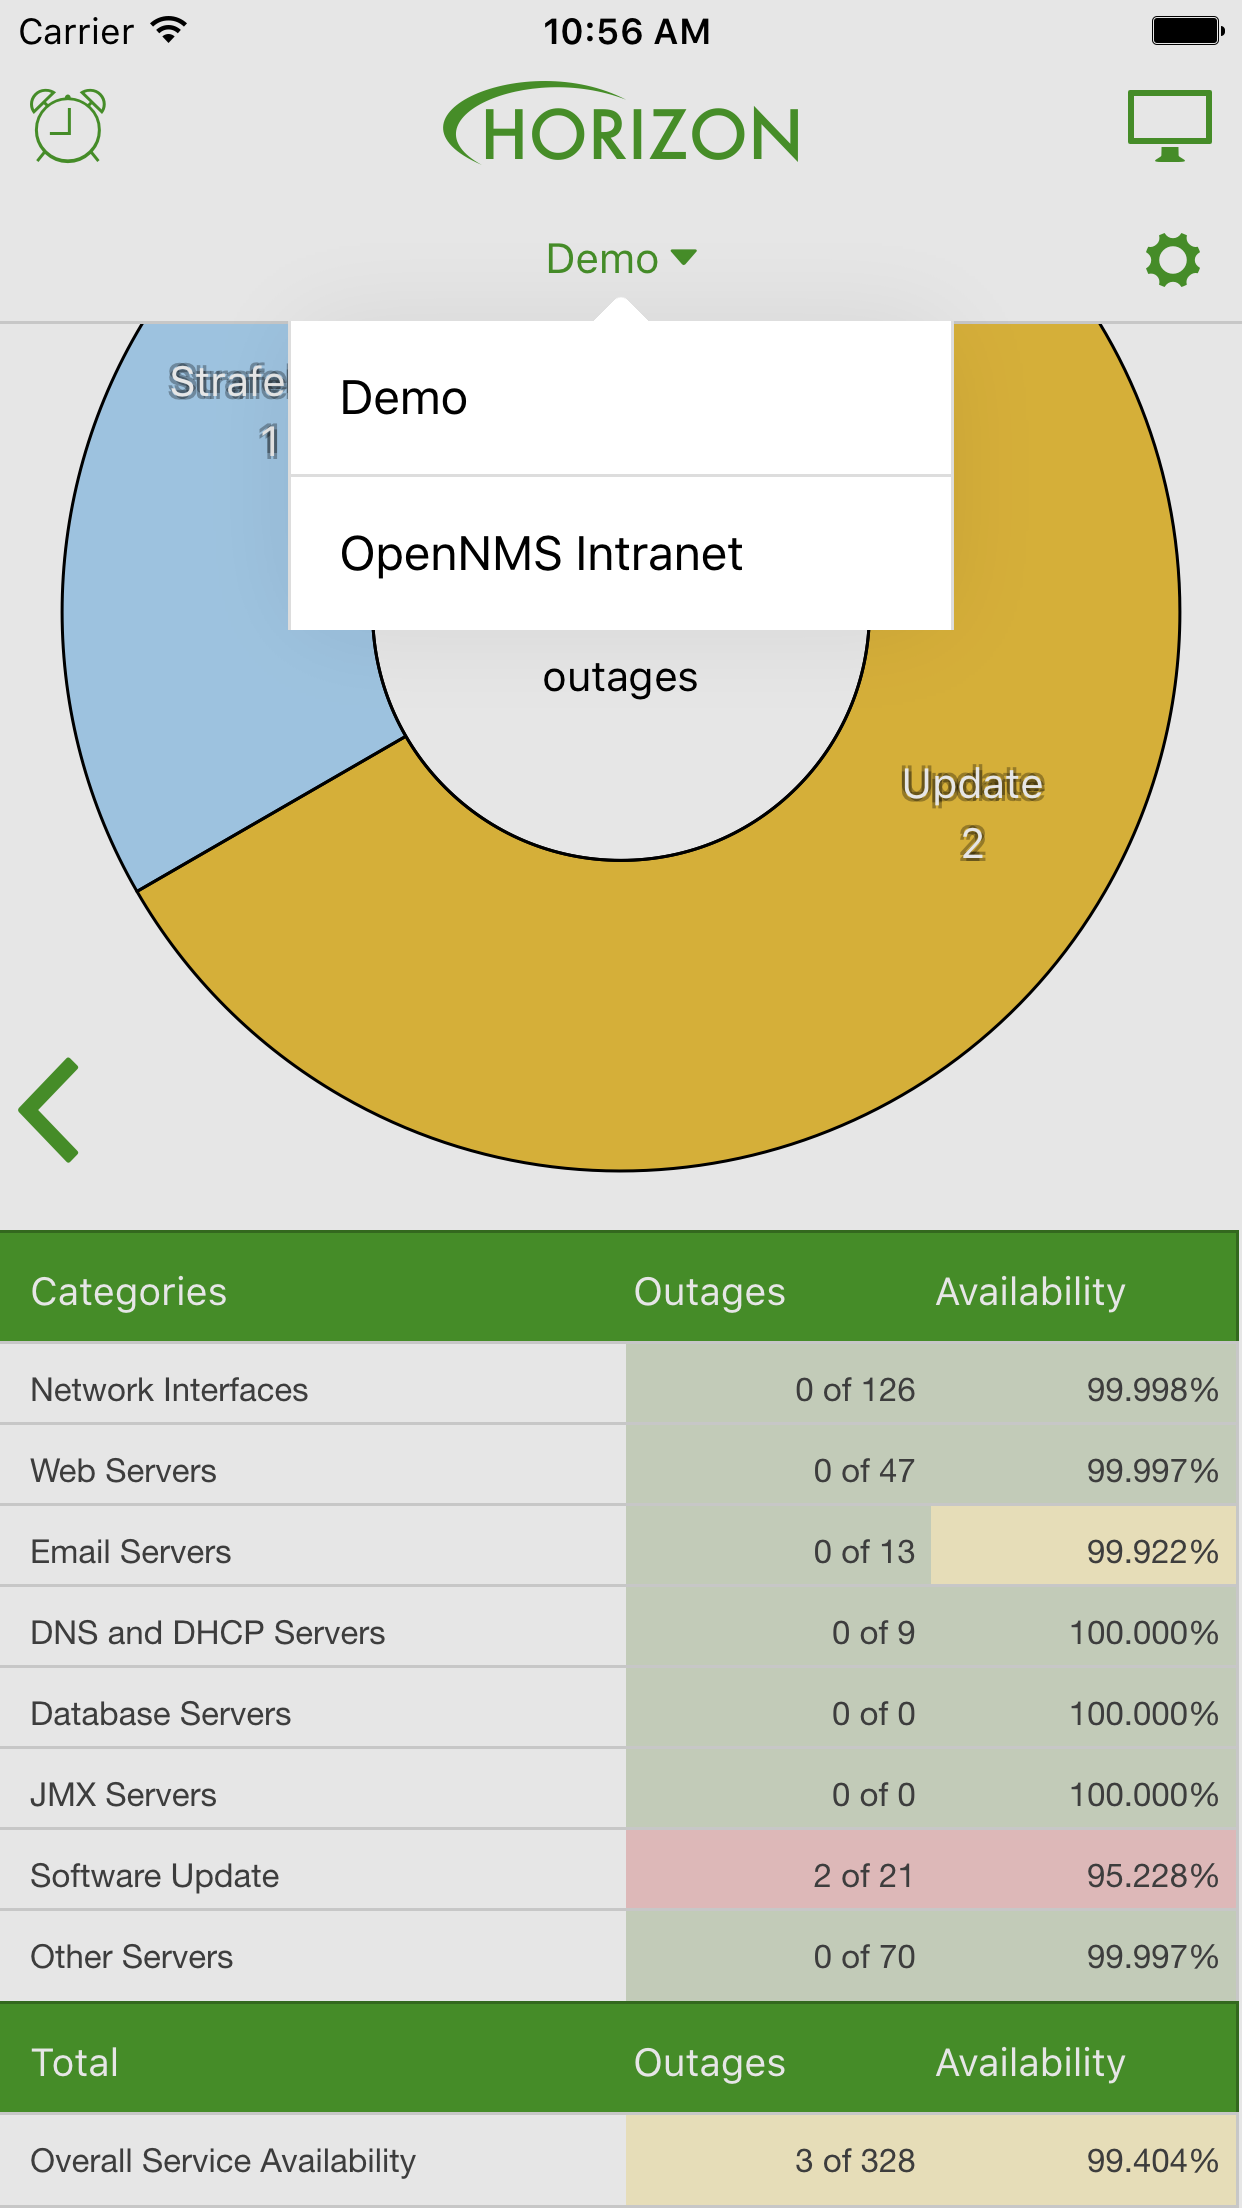 Carrier 10:56 AM
HORIZON
Demo
Demo
OpenNMS Intranet
1
outages
Update
2
Categories Outages Availability
Network Interfaces 0 of 126 99.998%
Web Servers 0 of 47 99.997%
Email Servers 0 of 13 99.922%
DNS and DHCP Servers 0 of 9 100.000%
Database Servers 0 of 0 100.000%
JMX Servers 0 of 0 100.000%
Software Update 2 of 21 95.228%
Other Servers 0 of 70 99.997%
Total Outages Availability
Overall Service Availability 3 of 328 99.404%